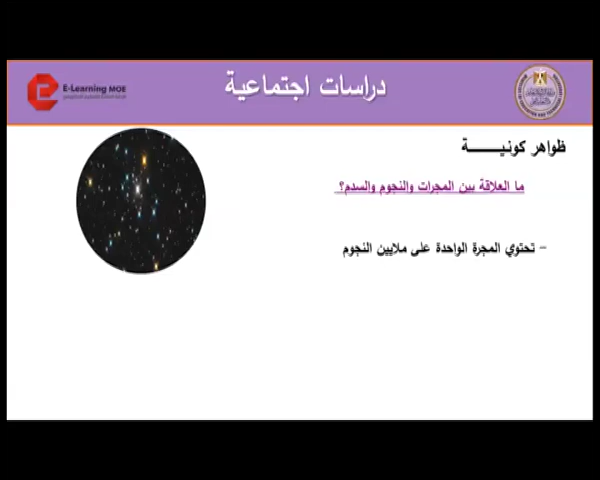 E-Learning MOE
دراسات اجتماعية
ظواهر كونيـــــــة
ما العلاقة بين المجرات والنجوم والسدم؟
- تحتوي المجرة الواحدة على ملايين النجوم